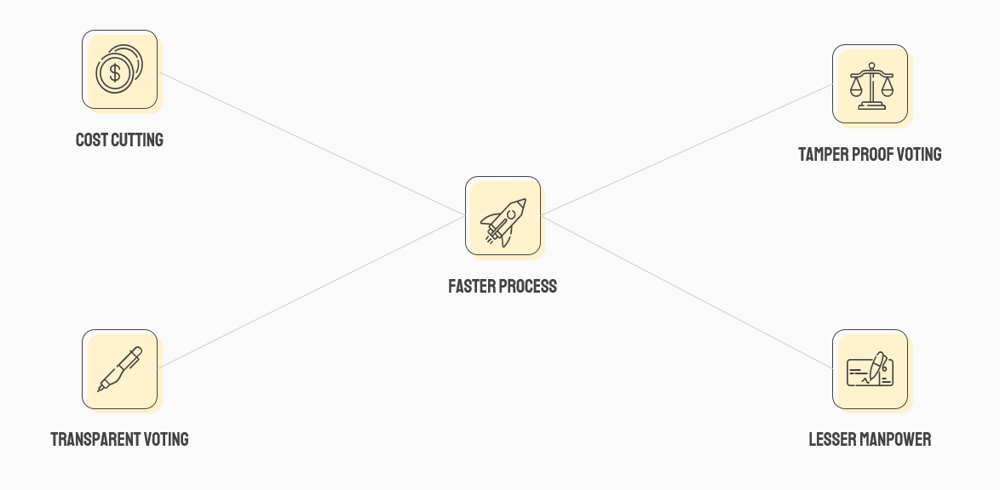 COST CUTTING
TAMPER PROOF VOTING
FASTER PROCESS
TRANSPARENT VOTING
LESSER MANPOWER